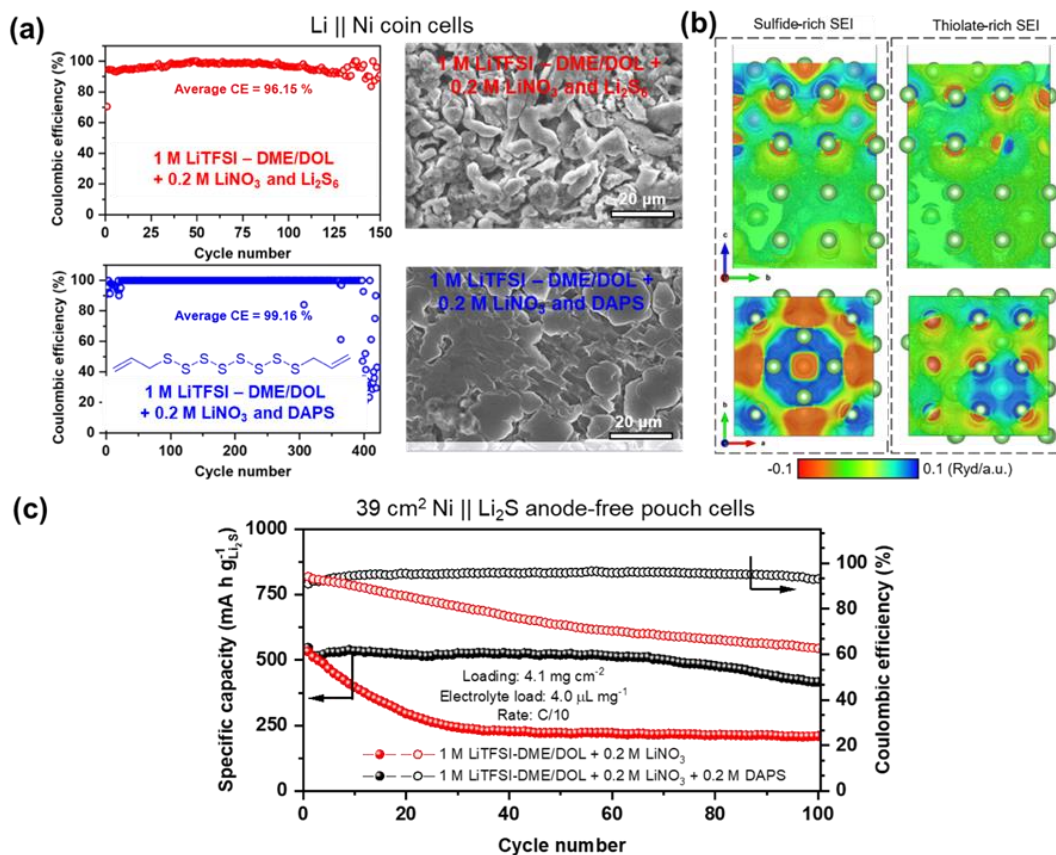 (a)
Li || Ni coin cells
Coulombic efficiency (%)
100
80
60
40
20
0
Average CE = 96.15 %
1 M LiTFSI – DME/DOL
+ 0.2 M LiNO₃ and Li₂S₆
0 25 50 75 100 125 150
Cycle number
1 M LiTFSI – DME/DOL +
0.2 M LiNO₃ and Li₂S₆
20 µm
Coulombic efficiency (%)
100
80
60
40
20
0
Average CE = 99.16 %
S S S S S S S S
1 M LiTFSI – DME/DOL
+ 0.2 M LiNO₃ and DAPS
0 100 200 300 400
Cycle number
1 M LiTFSI – DME/DOL +
0.2 M LiNO₃ and DAPS
20 µm
(b)
Sulfide-rich SEI
Thiolate-rich SEI
c
b
b
a
-0.1 0.1 (Ryd/a.u.)
(c)
39 cm² Ni || Li₂S anode-free pouch cells
Specific capacity (mA h g⁻¹Li₂S)
1000
750
500
250
0
Loading: 4.1 mg cm⁻²
Electrolyte load: 4.0 µL mg⁻¹
Rate: C/10
1 M LiTFSI-DME/DOL + 0.2 M LiNO₃
1 M LiTFSI-DME/DOL + 0.2 M LiNO₃ + 0.2 M DAPS
100
80
60
40
20
0
Coulombic efficiency (%)
0 20 40 60 80 100
Cycle number